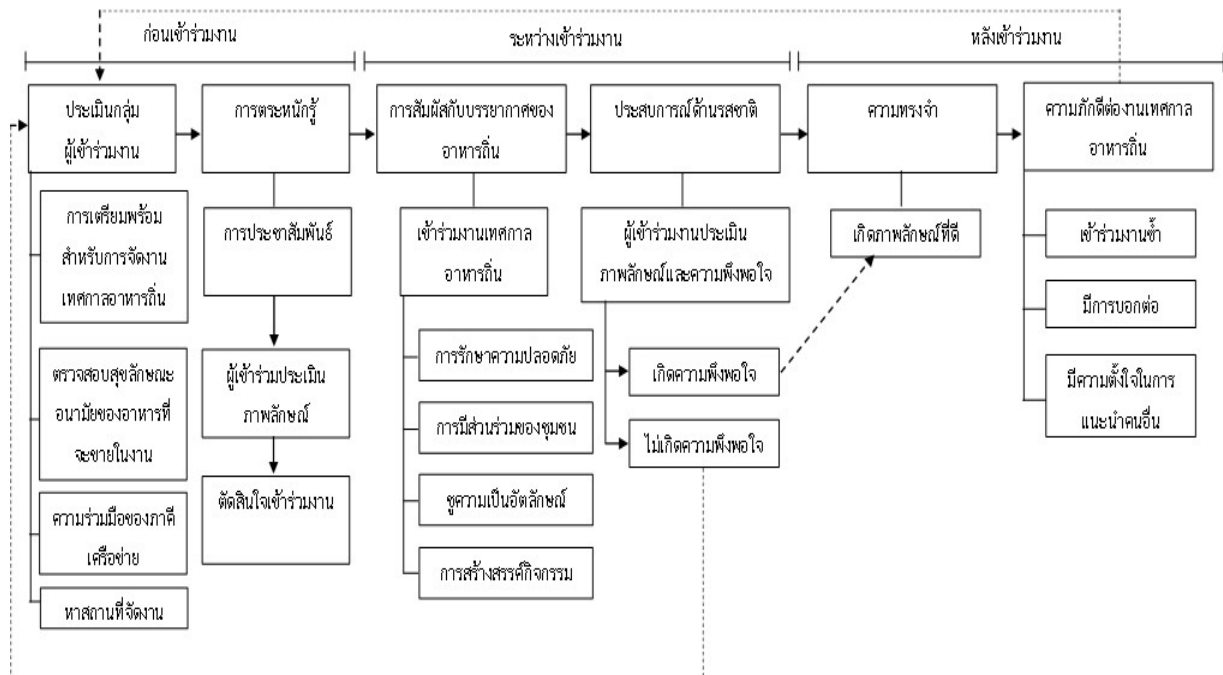 ก่อนเข้าร่วมงาน
ระหว่างเข้าร่วมงาน
หลังเข้าร่วมงาน
ประเมินกลุ่ม
ผู้เข้าร่วมงาน
การตระหนักรู้
การสัมผัสกับบรรยากาศของ
อาหารถิ่น
ประสบการณ์ด้านรสชาติ
ความทรงจำ
ความภักดีต่องานเทศกาล
อาหารถิ่น
การเตรียมพร้อม
สำหรับการจัดงาน
เทศกาลอาหารถิ่น
ตรวจสอบสุขลักษณะ
อนามัยของอาหารที่
จะขายในงาน
ความร่วมมือของภาคี
เครือข่าย
หาสถานที่จัดงาน
การประชาสัมพันธ์
ผู้เข้าร่วมประเมิน
ภาพลักษณ์
ตัดสินใจเข้าร่วมงาน
เข้าร่วมงานเทศกาล
อาหารถิ่น
การรักษาความปลอดภัย
การมีส่วนร่วมของชุมชน
ชูความเป็นอัตลักษณ์
การสร้างสรรค์กิจกรรม
ผู้เข้าร่วมงานประเมิน
ภาพลักษณ์และความพึงพอใจ
เกิดความพึงพอใจ
ไม่เกิดความพึงพอใจ
เกิดภาพลักษณ์ที่ดี
เข้าร่วมงานซ้ำ
มีการบอกต่อ
มีความตั้งใจในการ
แนะนำคนอื่น